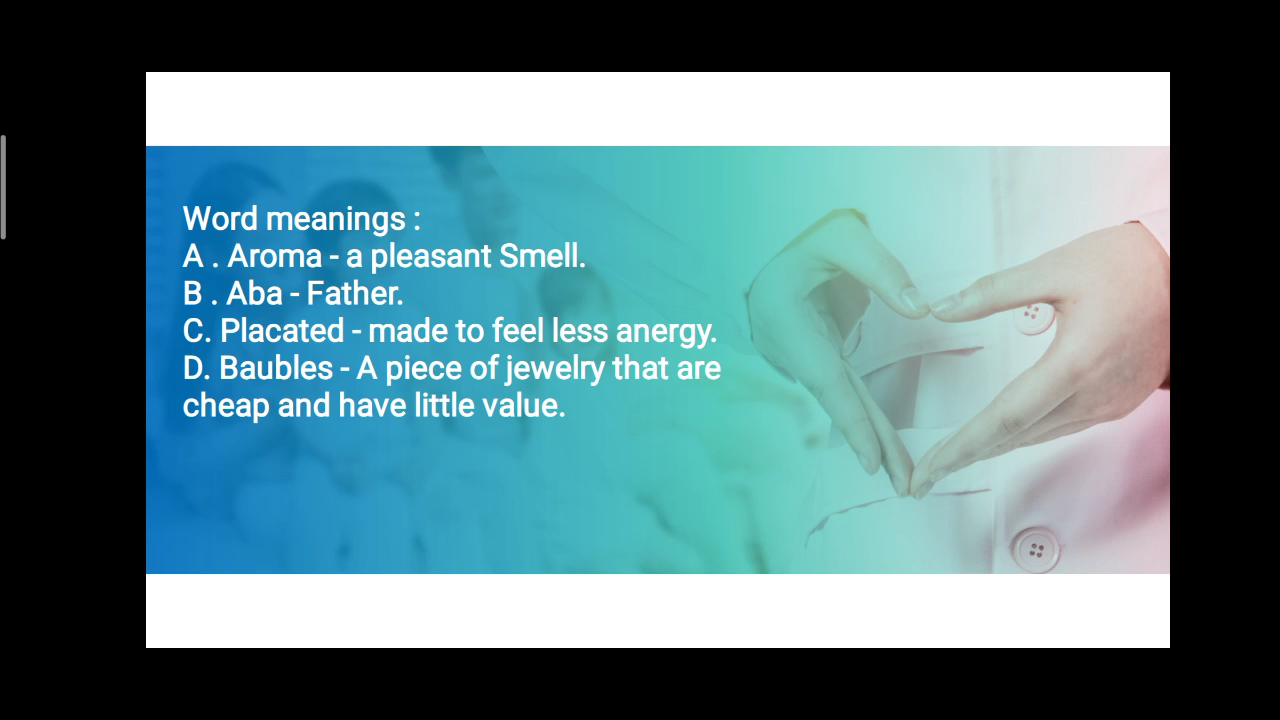 Word meanings :
A . Aroma - a pleasant Smell.
B . Aba - Father.
C. Placated - made to feel less anergy.
D. Baubles - A piece of jewelry that are
cheap and have little value.